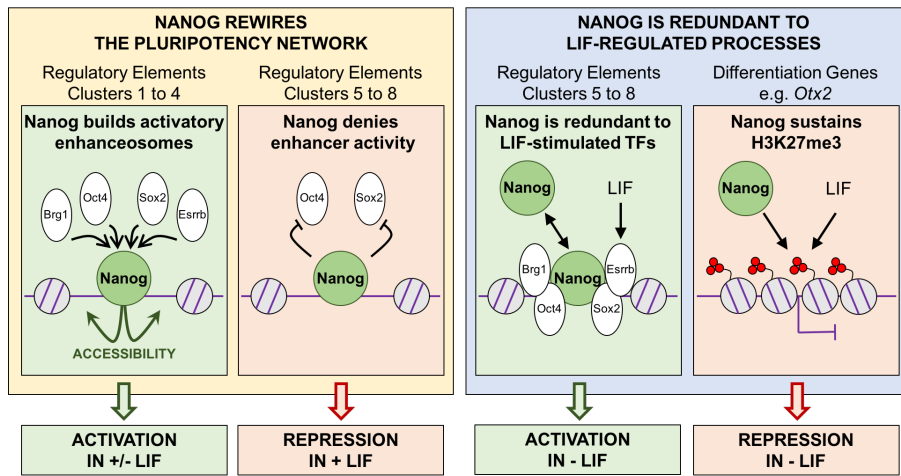 NANOG REWIRES
THE PLURIPOTENCY NETWORK
Regulatory Elements
Clusters 1 to 4
Nanog builds activatory
enhanceosomes
Brg1
Oct4
Sox2
Esrrb
Nanog
ACCESSIBILITY
ACTIVATION
IN +/- LIF
Regulatory Elements
Clusters 5 to 8
Nanog denies
enhancer activity
Oct4
Sox2
Nanog
REPRESSION
IN + LIF
NANOG IS REDUNDANT TO
LIF-REGULATED PROCESSES
Regulatory Elements
Clusters 5 to 8
Nanog is redundant to
LIF-stimulated TFs
Nanog
LIF
Brg1
Nanog
Esrrb
Oct4
Sox2
ACTIVATION
IN - LIF
Differentiation Genes
e.g. Otx2
Nanog sustains
H3K27me3
Nanog
LIF
REPRESSION
IN - LIF